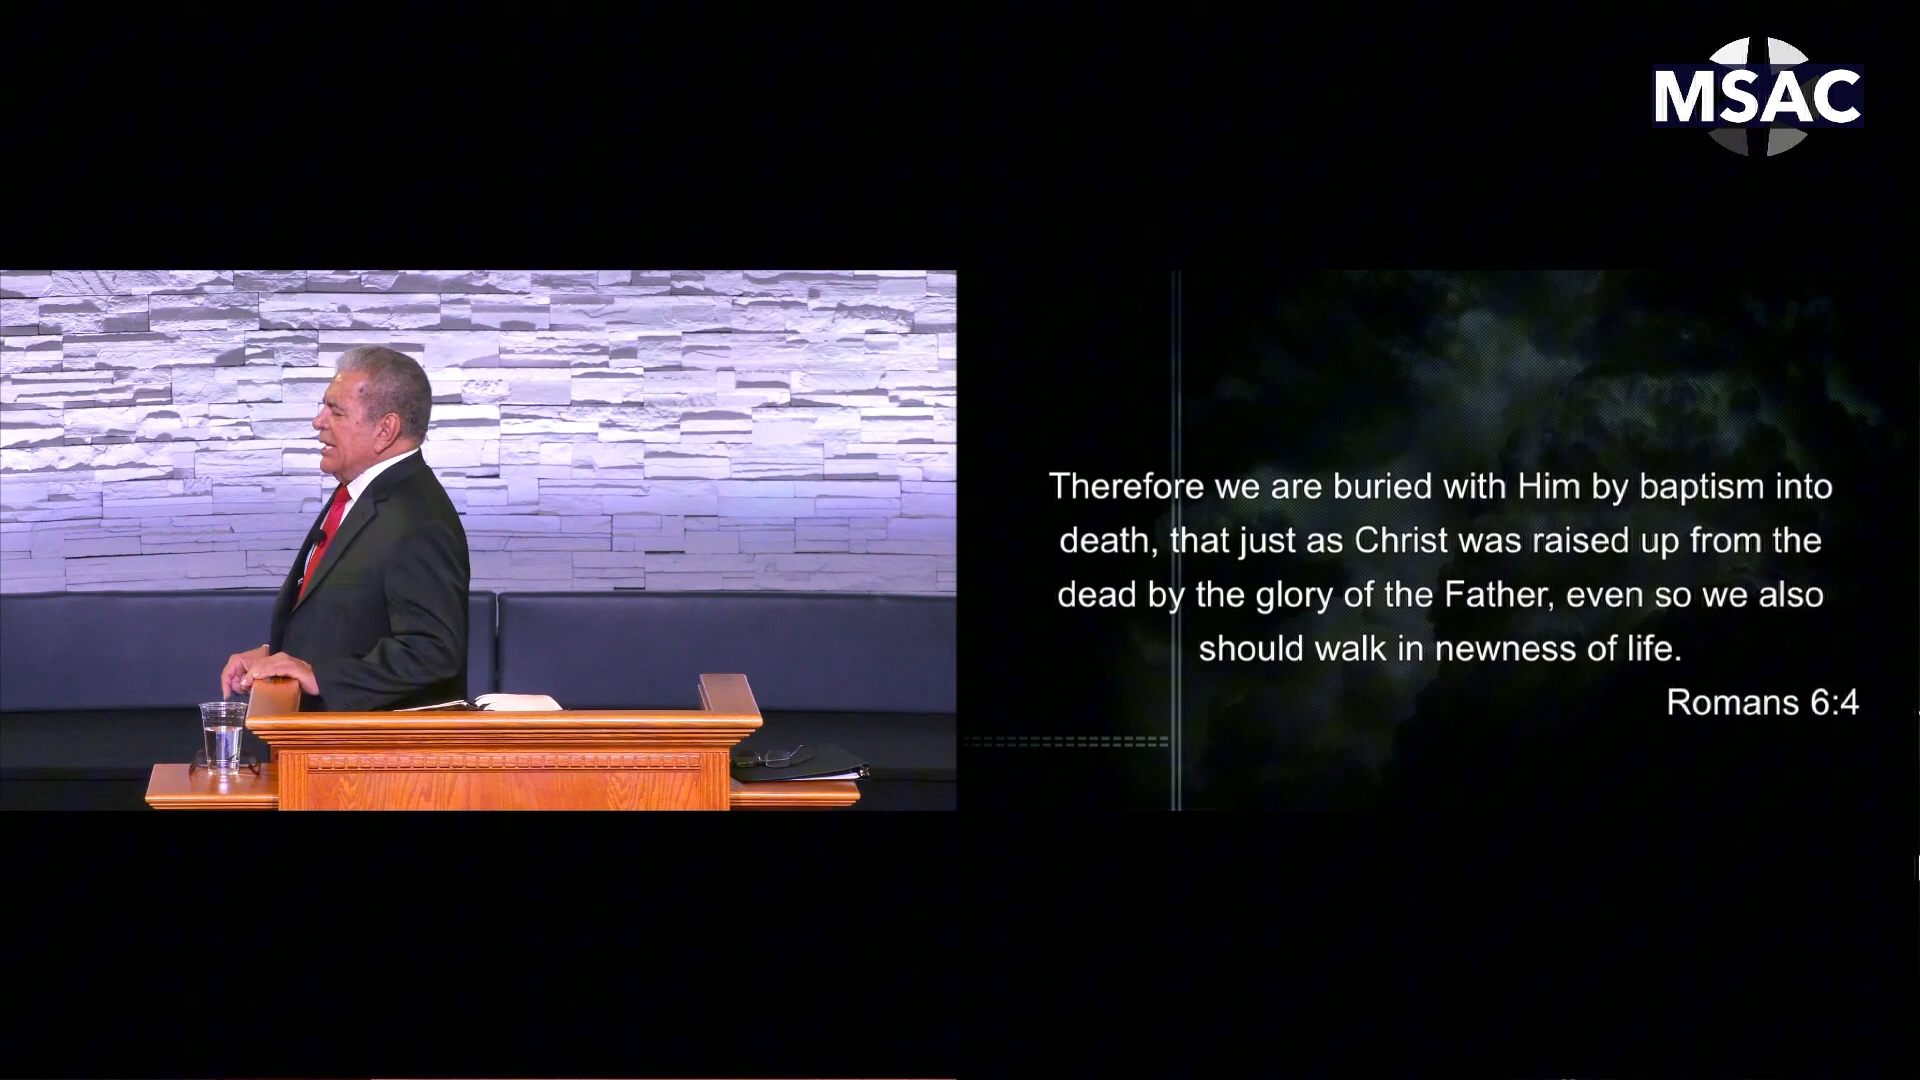 MSAC
Therefore we are buried with Him by baptism into
death, that just as Christ was raised up from the
dead by the glory of the Father, even so we also
should walk in newness of life.
Romans 6:4